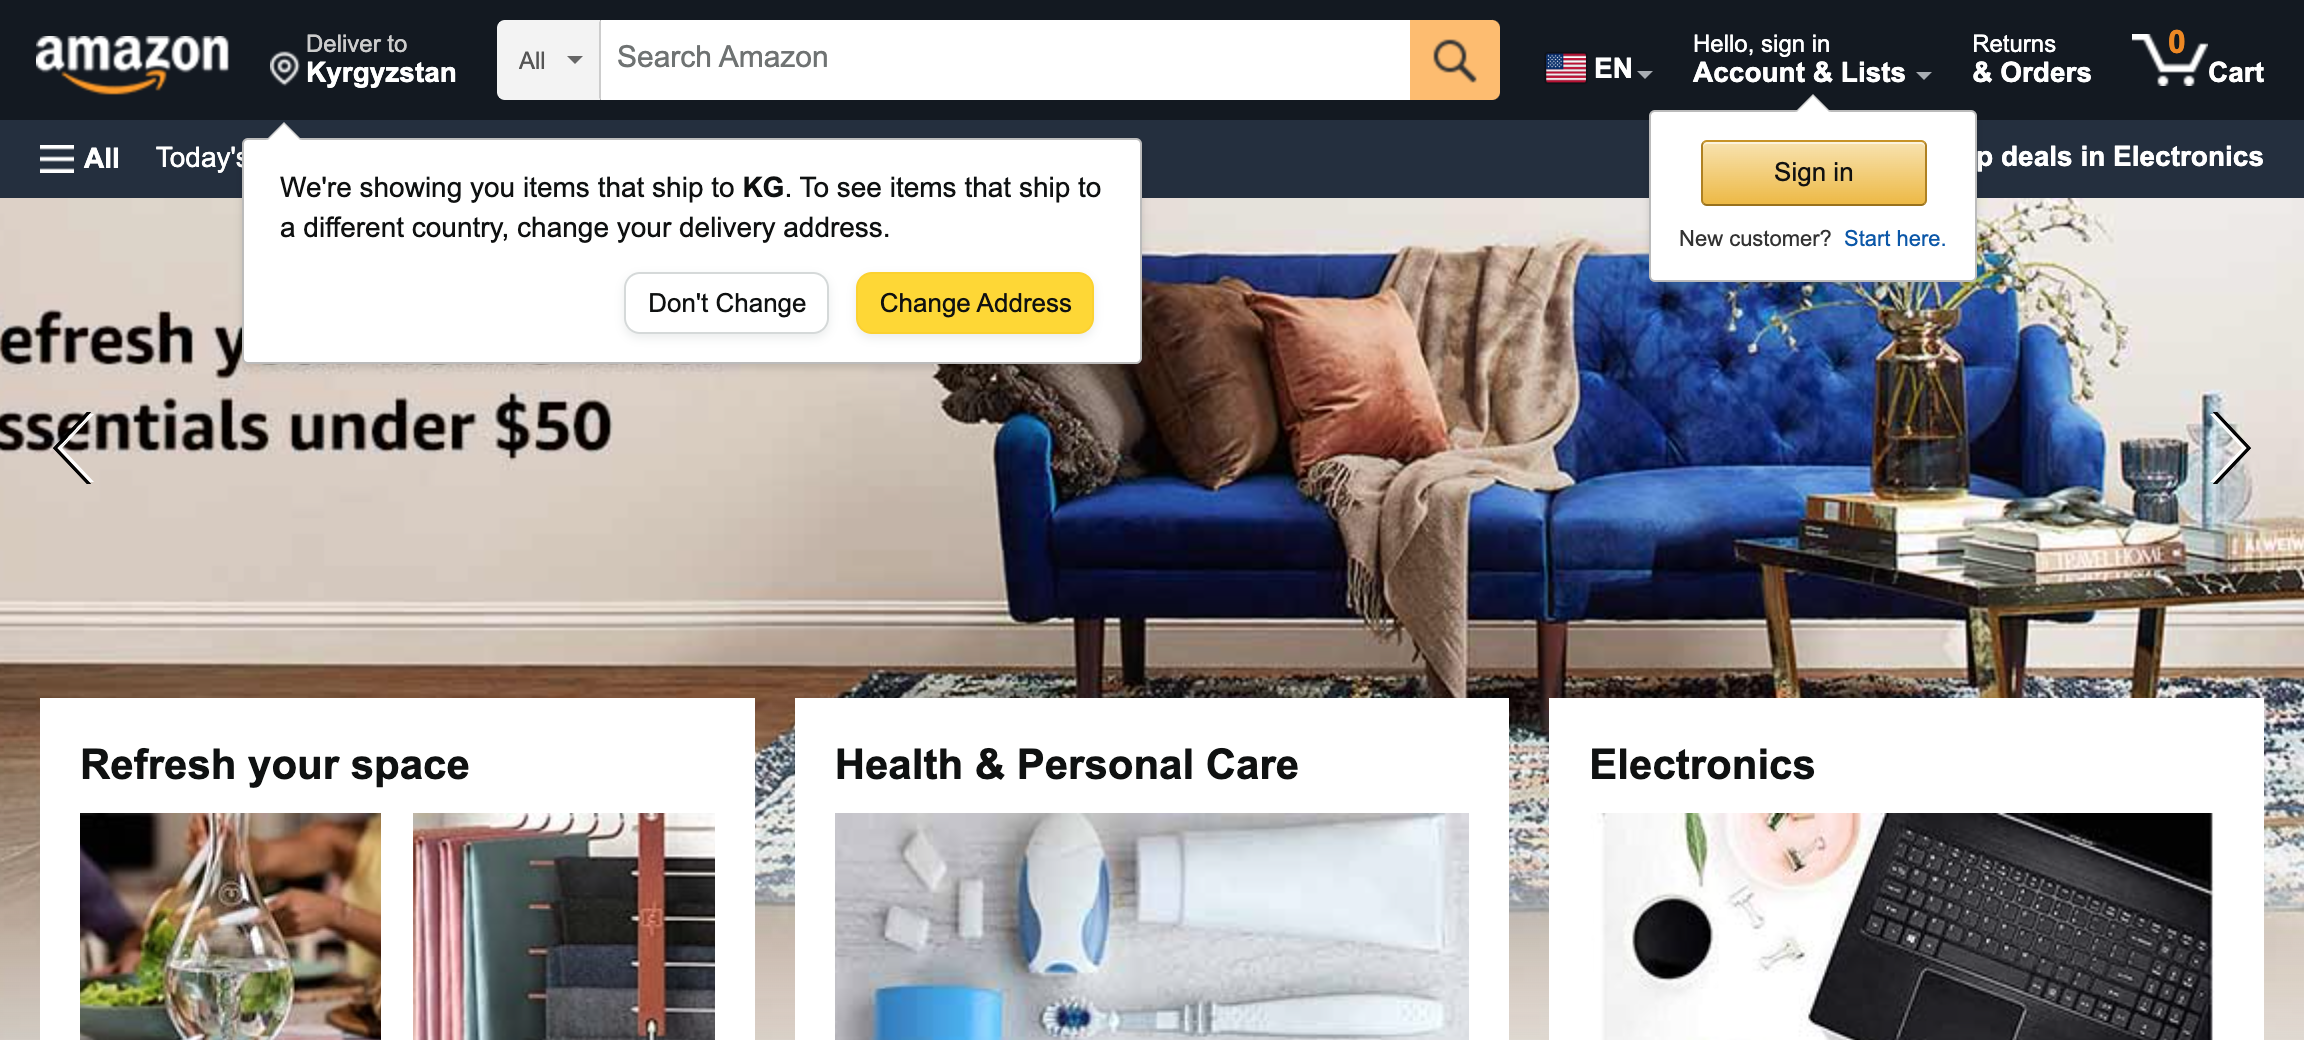 amazon
Deliver to
Kyrgyzstan
All
Search Amazon
EN
Hello, sign in
Account & Lists
Returns
& Orders
0
Cart
All
Today's
p deals in Electronics
We're showing you items that ship to KG. To see items that ship to
a different country, change your delivery address.
Don't Change
Change Address
Sign in
New customer? Start here.
efresh y
ssentials under $50
TRAVEL HOME
Refresh your space
Health & Personal Care
Electronics